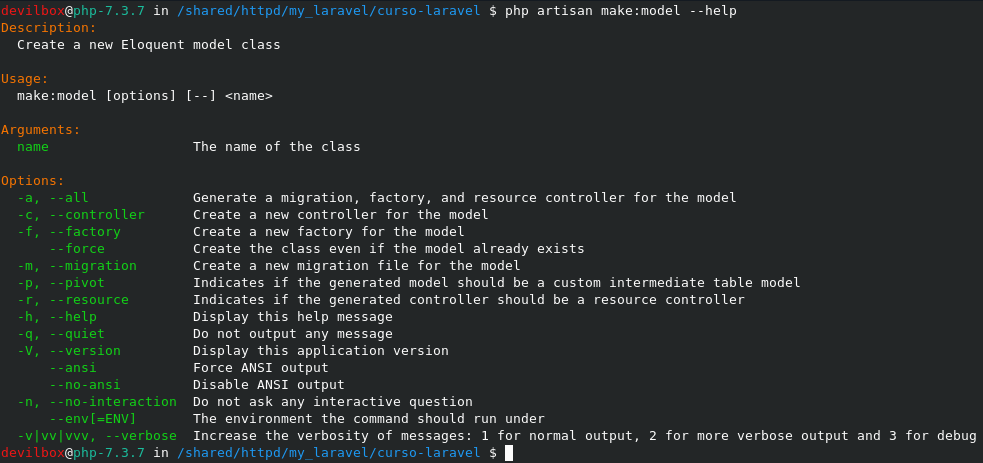 devilbox@php-7.3.7 in /shared/httpd/my_laravel/curso-laravel $ php artisan make:model --help
Description:
  Create a new Eloquent model class

Usage:
  make:model [options] [--] <name>

Arguments:
  name                  The name of the class

Options:
  -a, --all             Generate a migration, factory, and resource controller for the model
  -c, --controller      Create a new controller for the model
  -f, --factory         Create a new factory for the model
      --force           Create the class even if the model already exists
  -m, --migration       Create a new migration file for the model
  -p, --pivot           Indicates if the generated model should be a custom intermediate table model
  -r, --resource        Indicates if the generated controller should be a resource controller
  -h, --help            Display this help message
  -q, --quiet           Do not output any message
  -V, --version         Display this application version
      --ansi            Force ANSI output
      --no-ansi         Disable ANSI output
  -n, --no-interaction  Do not ask any interactive question
      --env[=ENV]       The environment the command should run under
  -v|vv|vvv, --verbose  Increase the verbosity of messages: 1 for normal output, 2 for more verbose output and 3 for debug
devilbox@php-7.3.7 in /shared/httpd/my_laravel/curso-laravel $